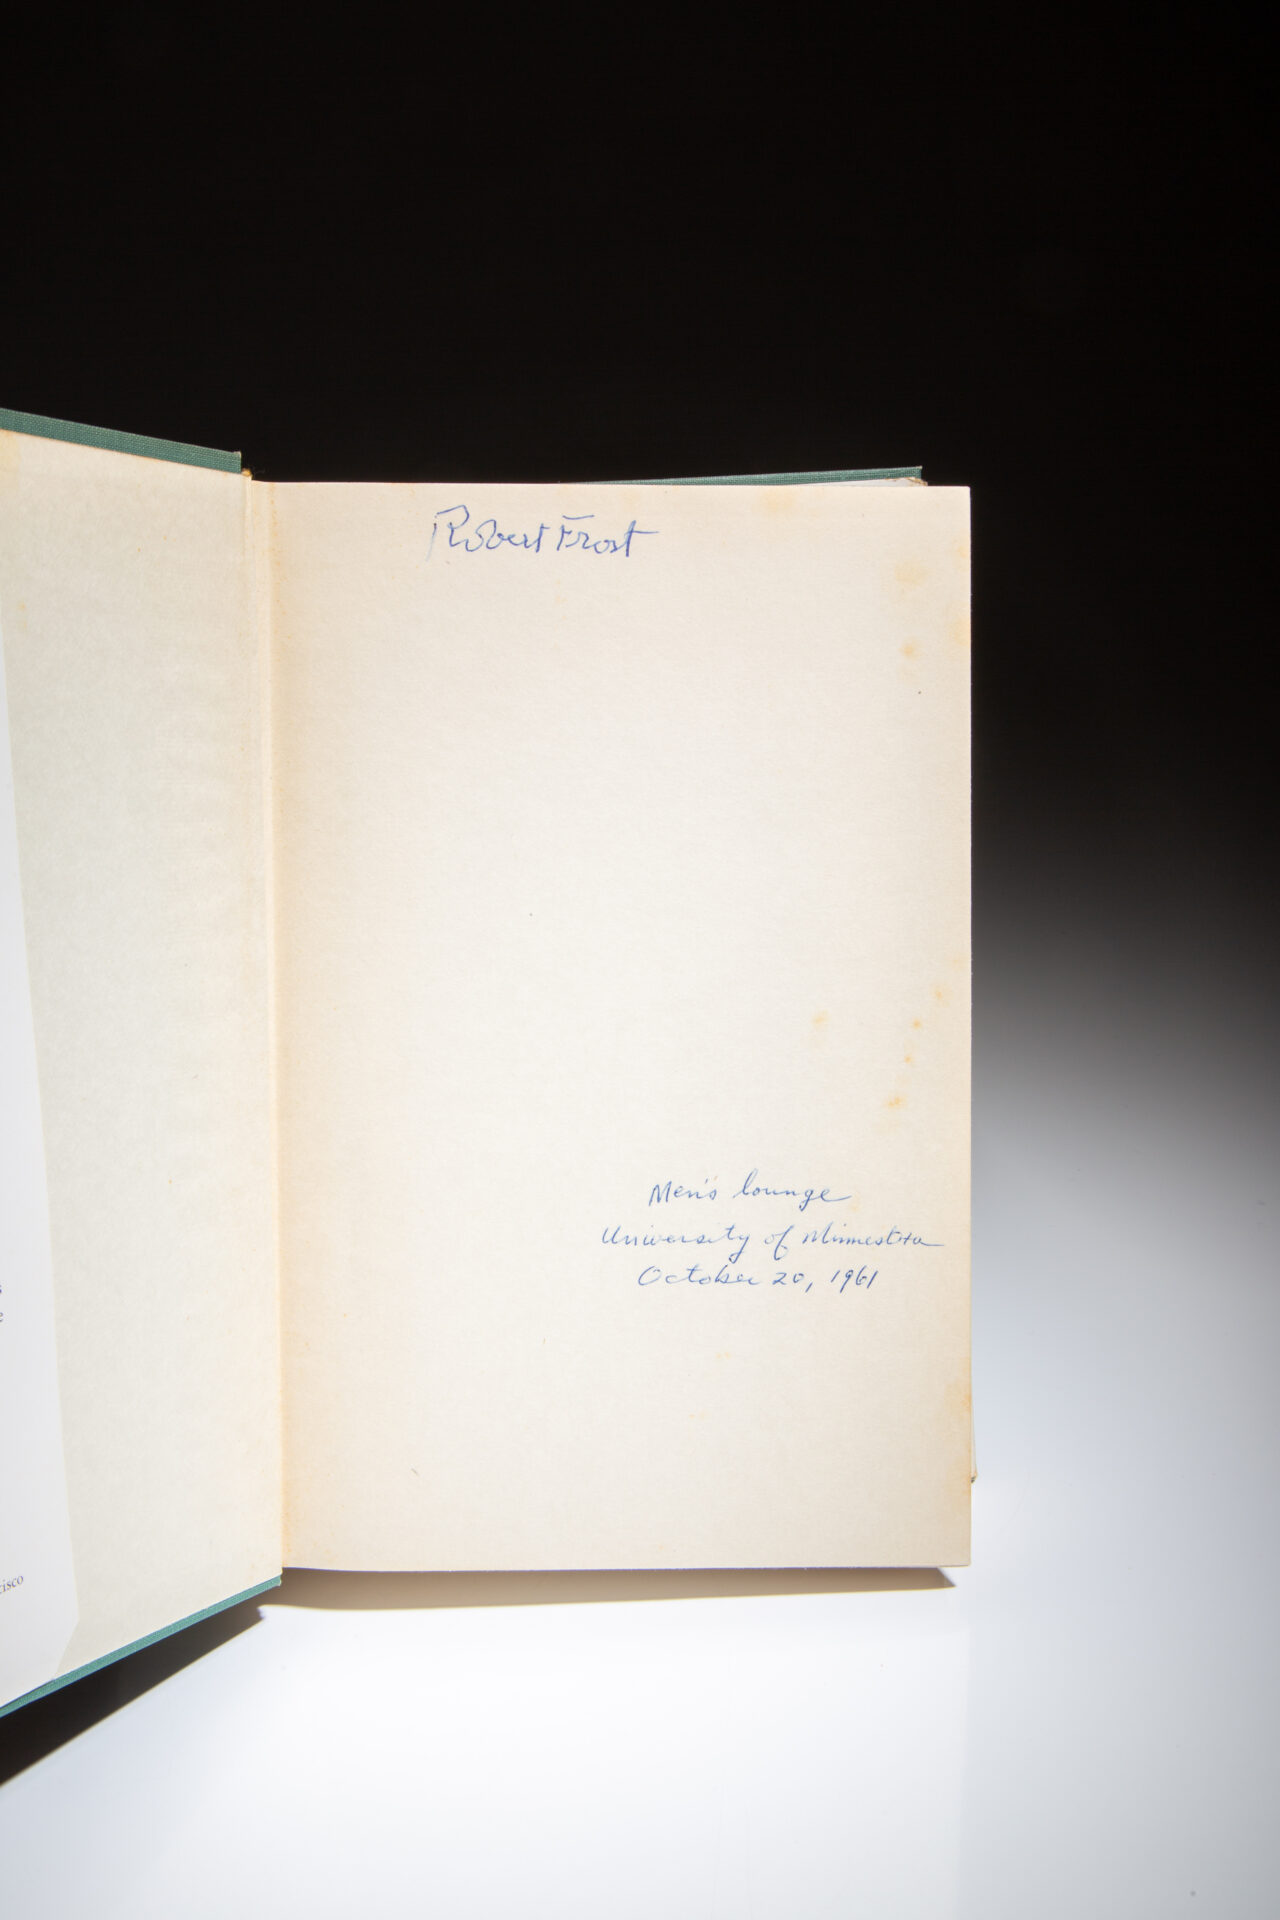 Robert Frost
Men's lounge
University of Minnesota
October 20, 1961